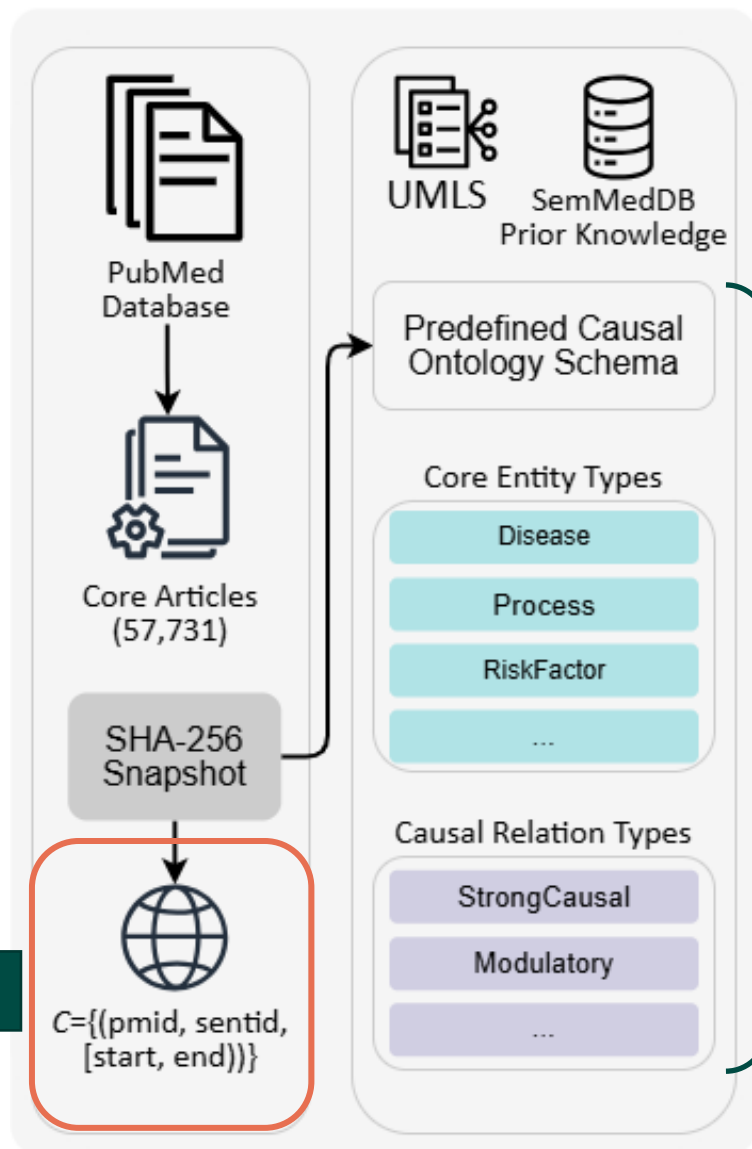 PubMed
Database
Core Articles
(57,731)
SHA-256
Snapshot
C={(pmid, sentid,
[start, end))}
UMLS
SemMedDB
Prior Knowledge
Predefined Causal
Ontology Schema
Core Entity Types
Disease
Process
RiskFactor
...
Causal Relation Types
StrongCausal
Modulatory
...